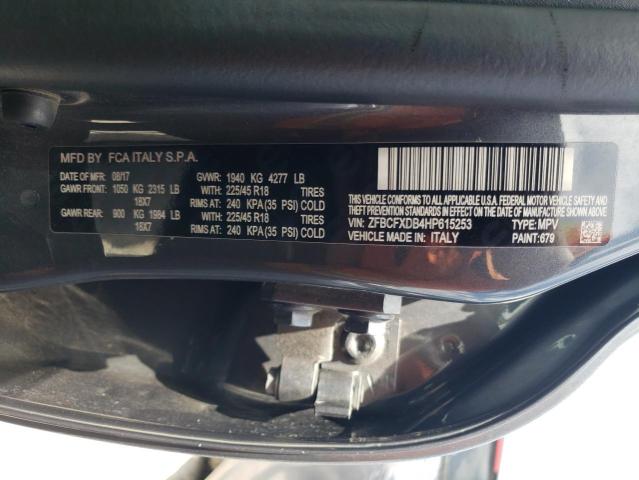 MFD BY FCA ITALY S.P.A.
DATE OF MFR: 08/17 GVWR: 1940 KG 4277 LB
GAWR FRONT: 1050 KG 2315 LB WITH: 225/45 R18 TIRES
18X7 RIMS AT: 240 KPA(35 PSI) COLD
GAWR REAR: 900 KG 1984 LB WITH: 225/45 R18 TIRES
18X7 RIMS AT: 240 KPA(35 PSI) COLD
THIS VEHICLE CONFORMS TO ALL APPLICABLE U.S.A. FEDERAL MOTOR VEHICLE SAFETY,
BUMPER AND THEFT PREVENTION STANDARDS IN EFFECT ON THE DATE OF MANUFACTURE SHOWN ABOVE.
VIN: ZFBCFXDB4HP615253 TYPE: MPV
VEHICLE MADE IN: ITALY PAINT: 679